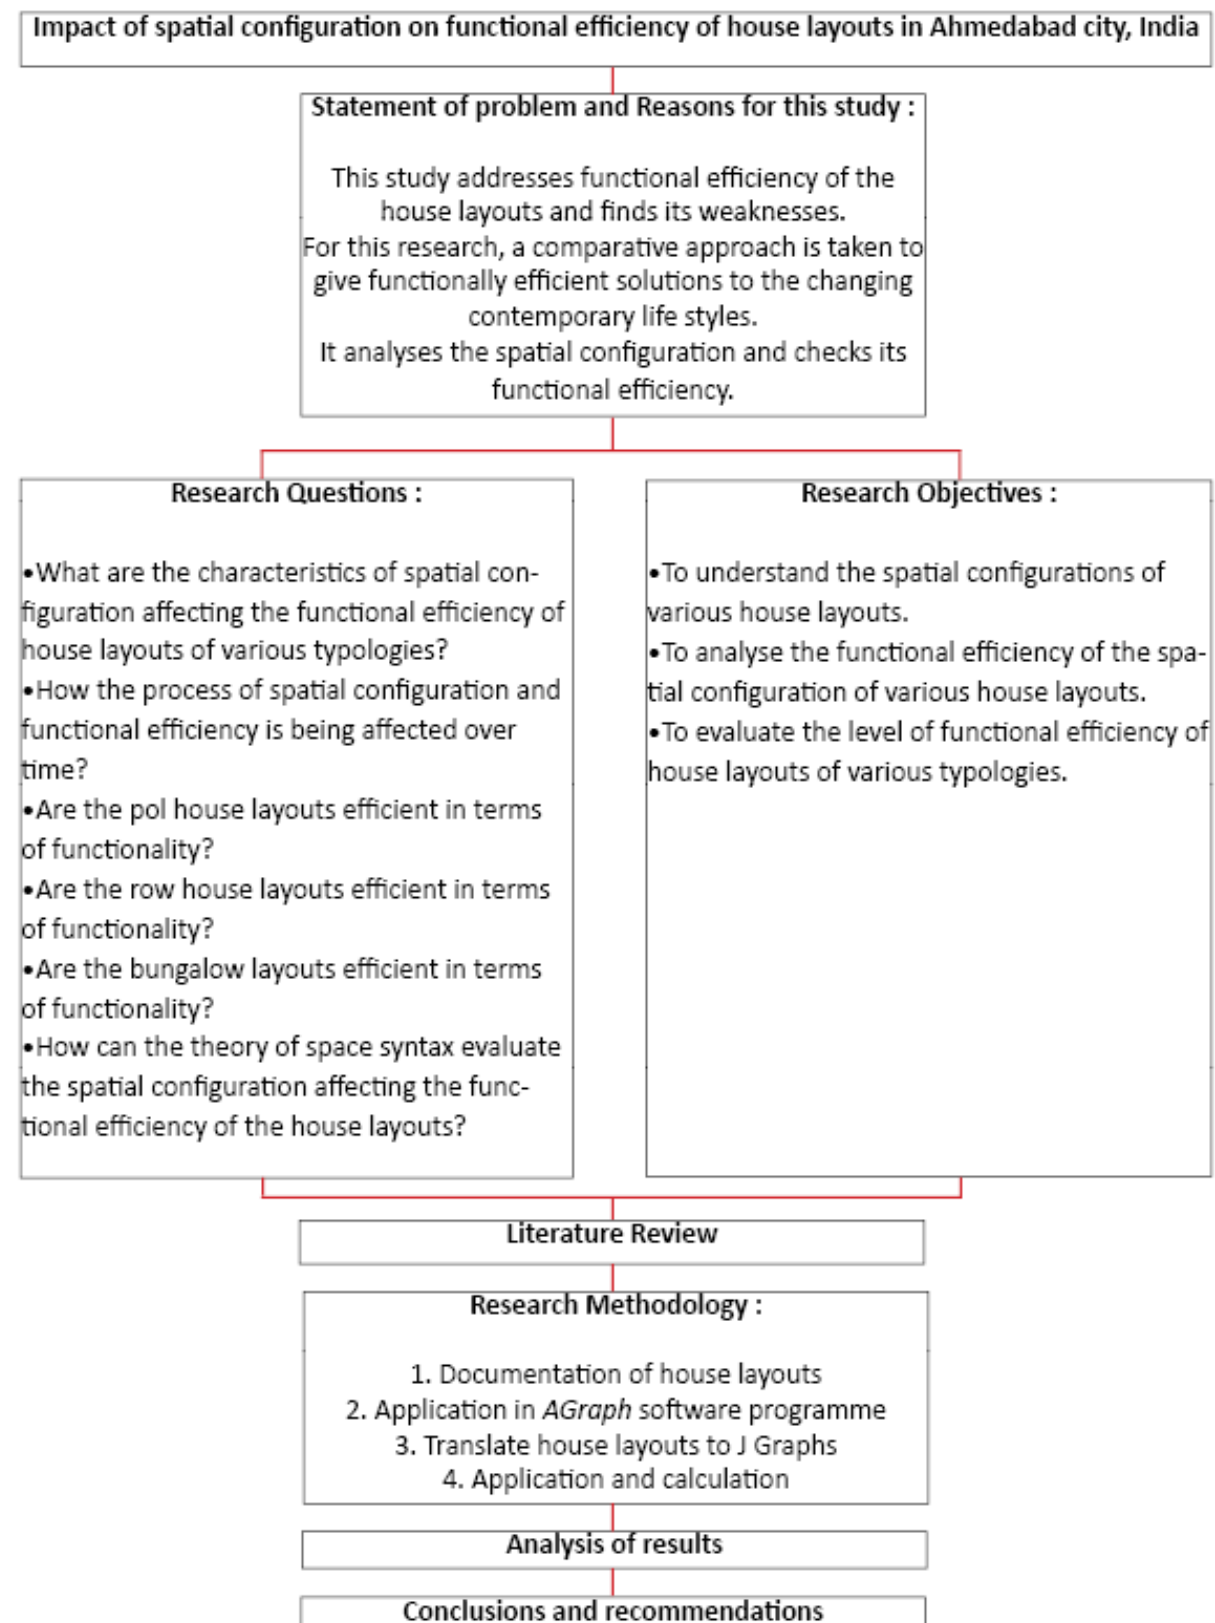 Impact of spatial configuration on functional efficiency of house layouts in Ahmedabad city, India
Statement of problem and Reasons for this study :
This study addresses functional efficiency of the
house layouts and finds its weaknesses.
For this research, a comparative approach is taken to
give functionally efficient solutions to the changing
contemporary life styles.
It analyses the spatial configuration and checks its
functional efficiency.
Research Questions :
•What are the characteristics of spatial con-
figuration affecting the functional efficiency of
house layouts of various typologies?
•How the process of spatial configuration and
functional efficiency is being affected over
time?
•Are the pol house layouts efficient in terms
of functionality?
•Are the row house layouts efficient in terms
of functionality?
•Are the bungalow layouts efficient in terms
of functionality?
•How can the theory of space syntax evaluate
the spatial configuration affecting the func-
tional efficiency of the house layouts?
Research Objectives :
•To understand the spatial configurations of
various house layouts.
•To analyse the functional efficiency of the spa-
tial configuration of various house layouts.
•To evaluate the level of functional efficiency of
house layouts of various typologies.
Literature Review
Research Methodology :
1. Documentation of house layouts
2. Application in AGraph software programme
3. Translate house layouts to J Graphs
4. Application and calculation
Analysis of results
Conclusions and recommendations